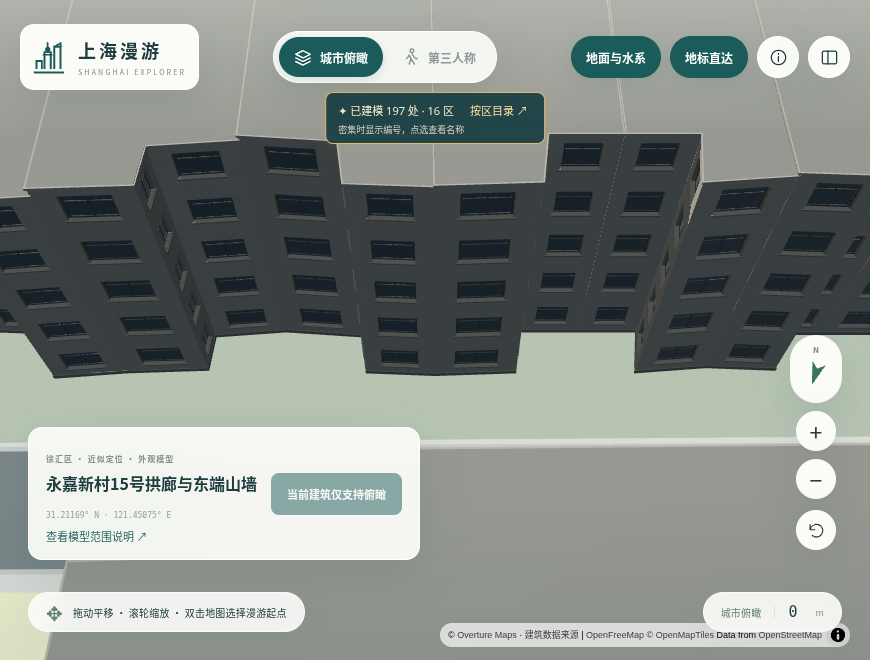 上海漫游
SHANGHAI EXPLORER
城市俯瞰
第三人称
地面与水系
地标直达
✦ 已建模 197 处 · 16 区 按区目录 ↗
密集时显示编号，点选查看名称
N
+
−
徐汇区 · 近似定位 · 外观模型
永嘉新村15号拱廊与东端山墙
当前建筑仅支持俯瞰
31.21169° N · 121.45075° E
查看模型范围说明 ↗
拖动平移 · 滚轮缩放 · 双击地图选择漫游起点
城市俯瞰 0 m
© Overture Maps · 建筑数据来源 | OpenFreeMap © OpenMapTiles Data from OpenStreetMap